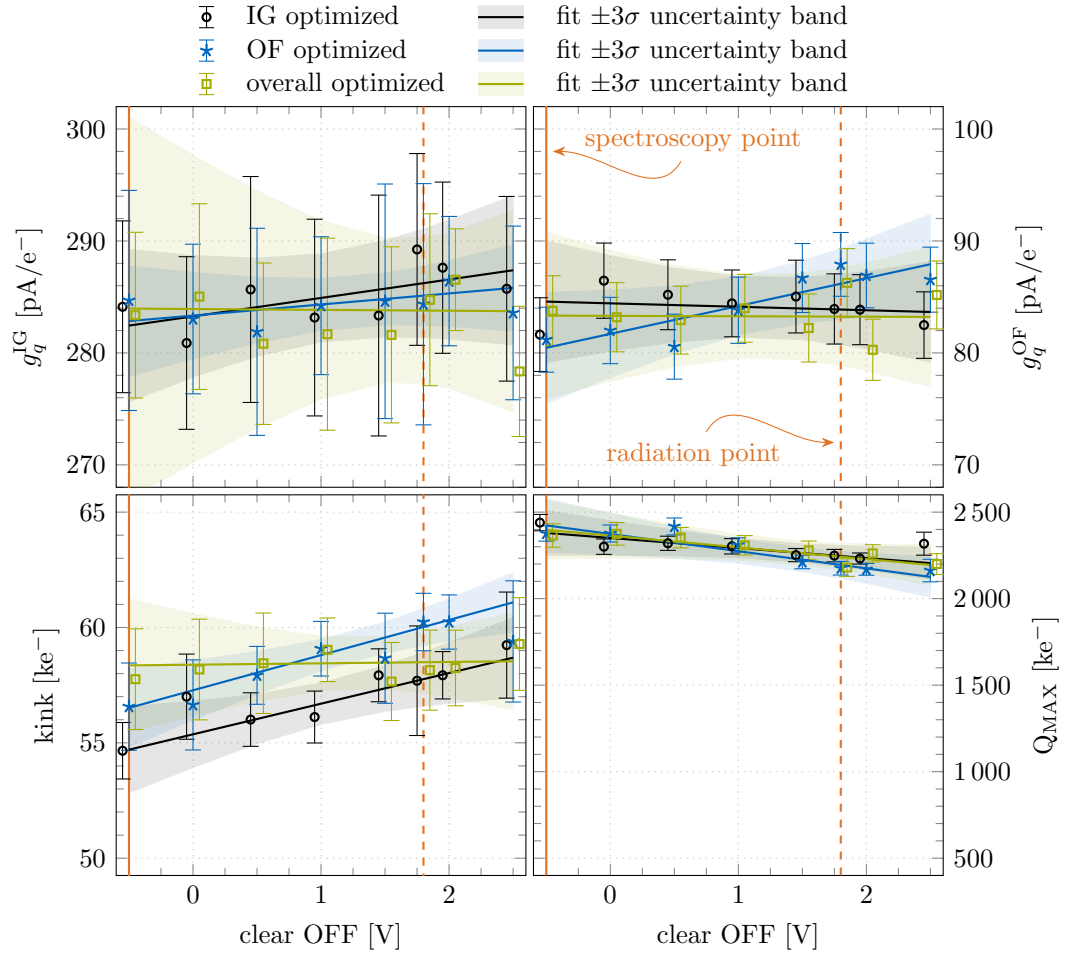 IG optimized fit ±3σ uncertainty band
OF optimized fit ±3σ uncertainty band
overall optimized fit ±3σ uncertainty band
300
290
280
270
g_q^IG [pA/e⁻]
spectroscopy point
radiation point
100
90
80
70
g_q^OF [pA/e⁻]
65
60
55
50
kink [ke⁻]
0 1 2
clear OFF [V]
2 500
2 000
1 500
1 000
500
Q_MAX [ke⁻]
0 1 2
clear OFF [V]